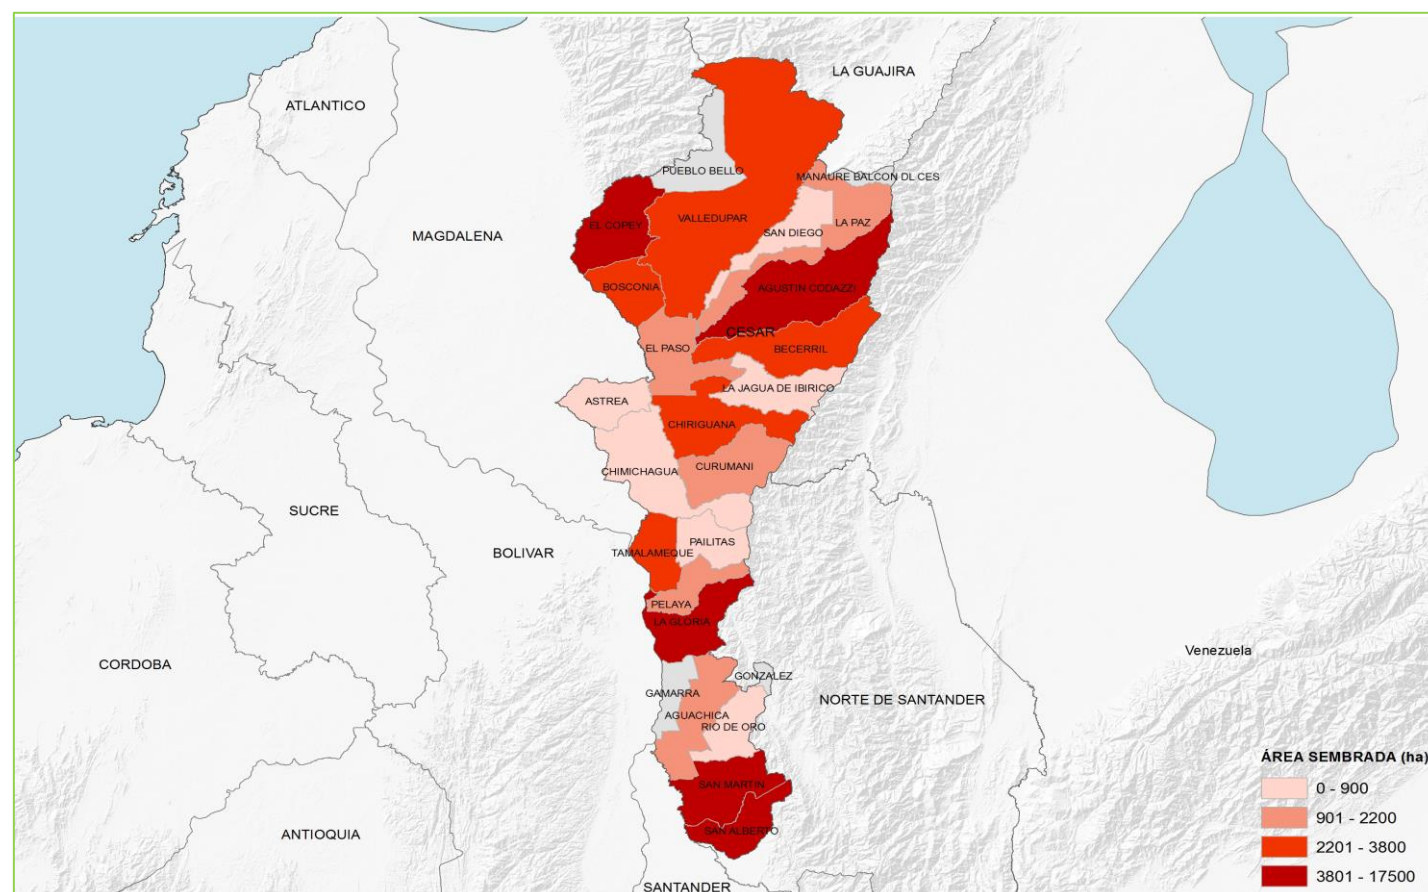 LA GUAJIRA
ATLANTICO
PUEBLO BELLO
MANAURE BALCON DL CES
EL COPEY
VALLEDUPAR
LA PAZ
SAN DIEGO
MAGDALENA
BOSCONIA
AGUSTIN CODAZZI
CESAR
EL PASO
BECERRIL
LA JAGUA DE IBIRICO
ASTREA
CHIRIGUANA
CURUMANI
CHIMICHAGUA
SUCRE
PAILITAS
BOLIVAR
TAMALAMEQUE
PELAYA
LA GLORIA
Venezuela
CORDOBA
GONZALEZ
GAMARRA
NORTE DE SANTANDER
AGUACHICA
RIO DE ORO
SAN MARTIN
SAN ALBERTO
ANTIOQUIA
SANTANDER
ÁREA SEMBRADA (ha)
0 - 900
901 - 2200
2201 - 3800
3801 - 17500